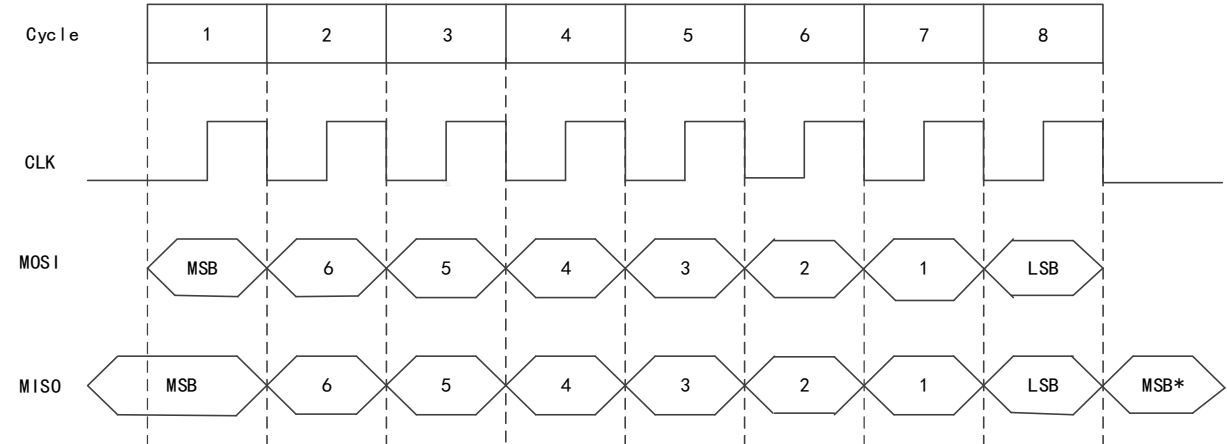 Cycle 1 2 3 4 5 6 7 8
CLK
MOSI MSB 6 5 4 3 2 1 LSB
MISO MSB 6 5 4 3 2 1 LSB MSB*